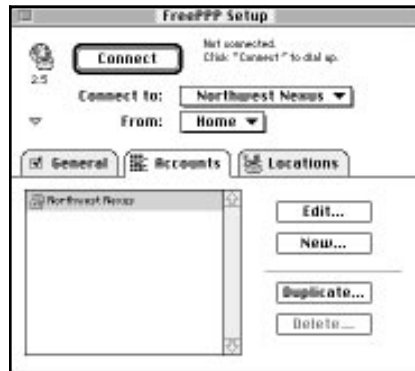 FreePPP Setup
Not connected.
Click "Connect" to dial up.
Connect
2.5
Connect to: Northwest Nexus
From: Home
General Accounts Locations
Northwest Nexus
Edit...
New...
Duplicate...
Delete...